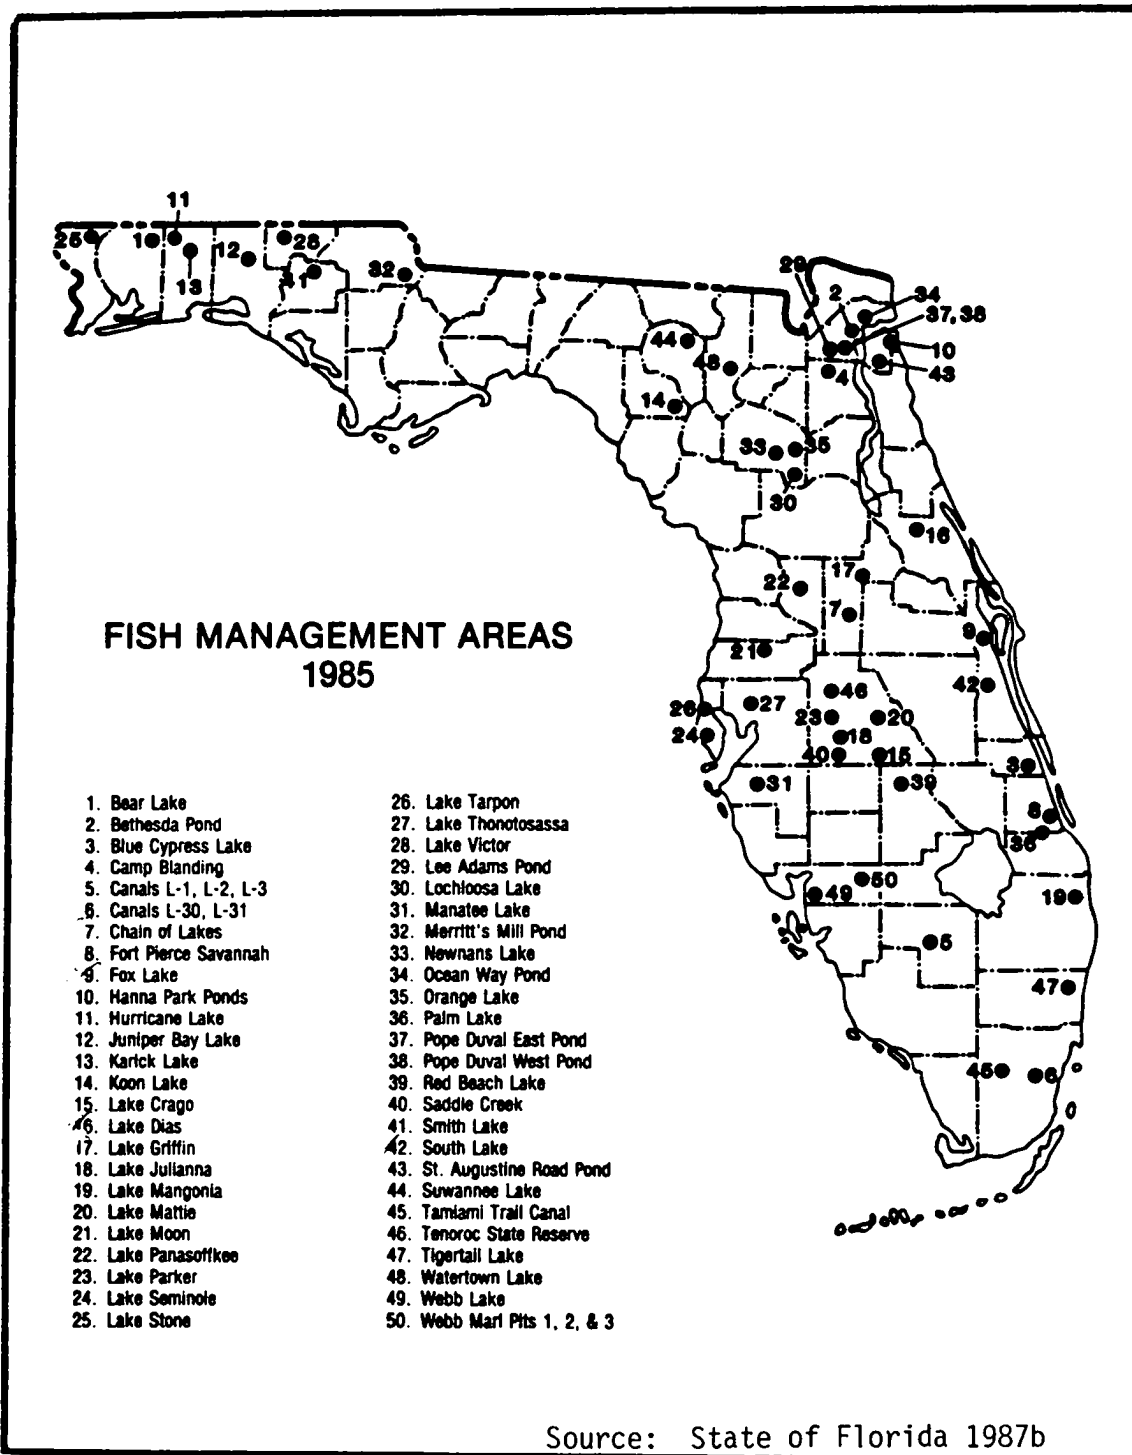 11
25
1
28
12
13
41
32
29
2
34
37, 38
10
43
4
44
48
14
33
35
30
16
17
22
7
9
21
42
46
26
27
23
20
24
18
40
15
3
31
39
8
36
50
49
19
5
47
45
6
FISH MANAGEMENT AREAS
1985
1. Bear Lake
2. Bethesda Pond
3. Blue Cypress Lake
4. Camp Blanding
5. Canals L-1, L-2, L-3
6. Canals L-30, L-31
7. Chain of Lakes
8. Fort Pierce Savannah
9. Fox Lake
10. Hanna Park Ponds
11. Hurricane Lake
12. Juniper Bay Lake
13. Karick Lake
14. Koon Lake
15. Lake Crago
16. Lake Dias
17. Lake Griffin
18. Lake Julianna
19. Lake Mangonia
20. Lake Mattie
21. Lake Moon
22. Lake Panasoffkee
23. Lake Parker
24. Lake Seminole
25. Lake Stone
26. Lake Tarpon
27. Lake Thonotosassa
28. Lake Victor
29. Lee Adams Pond
30. Lochloosa Lake
31. Manatee Lake
32. Merritt's Mill Pond
33. Newnans Lake
34. Ocean Way Pond
35. Orange Lake
36. Palm Lake
37. Pope Duval East Pond
38. Pope Duval West Pond
39. Red Beach Lake
40. Saddle Creek
41. Smith Lake
42. South Lake
43. St. Augustine Road Pond
44. Suwannee Lake
45. Tamiami Trail Canal
46. Tenoroc State Reserve
47. Tigertail Lake
48. Watertown Lake
49. Webb Lake
50. Webb Marl Pits 1, 2, & 3
Source: State of Florida 1987b